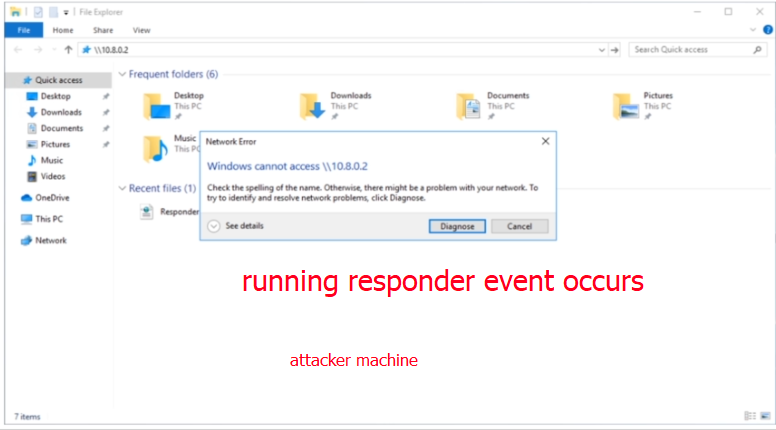 File Explorer
File Home Share View
\\10.8.0.2
Search Quick access
Quick access
Desktop
Downloads
Documents
Pictures
Music
Videos
OneDrive
This PC
Network
Frequent folders (6)
Desktop
This PC
Downloads
This PC
Documents
This PC
Pictures
This PC
Music
This PC
Recent files (1)
Responder
Network Error
Windows cannot access \\10.8.0.2
Check the spelling of the name. Otherwise, there might be a problem with your network. To
try to identify and resolve network problems, click Diagnose.
See details
Diagnose
Cancel
running responder event occurs
attacker machine
7 items